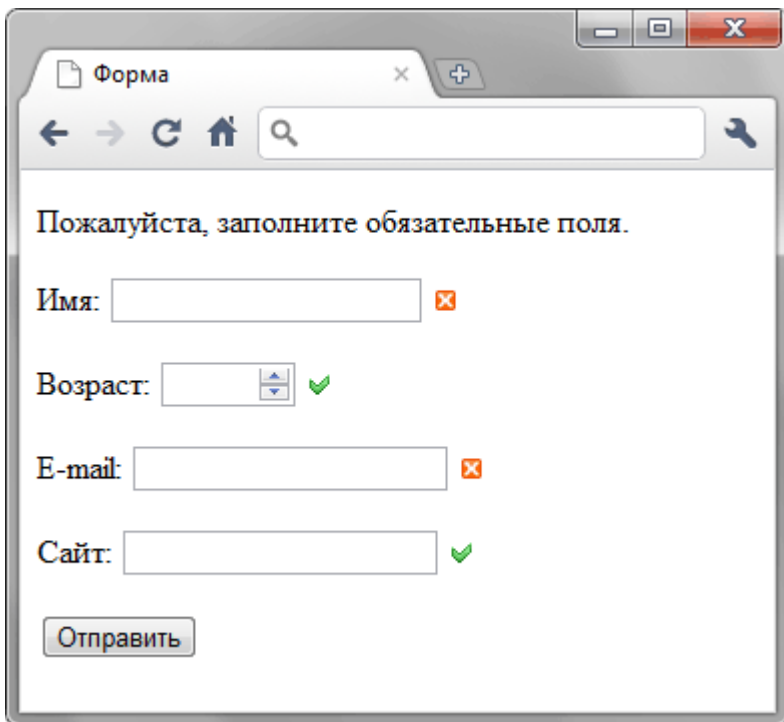 Форма
Пожалуйста, заполните обязательные поля.
Имя:
Возраст:
E-mail:
Сайт:
Отправить